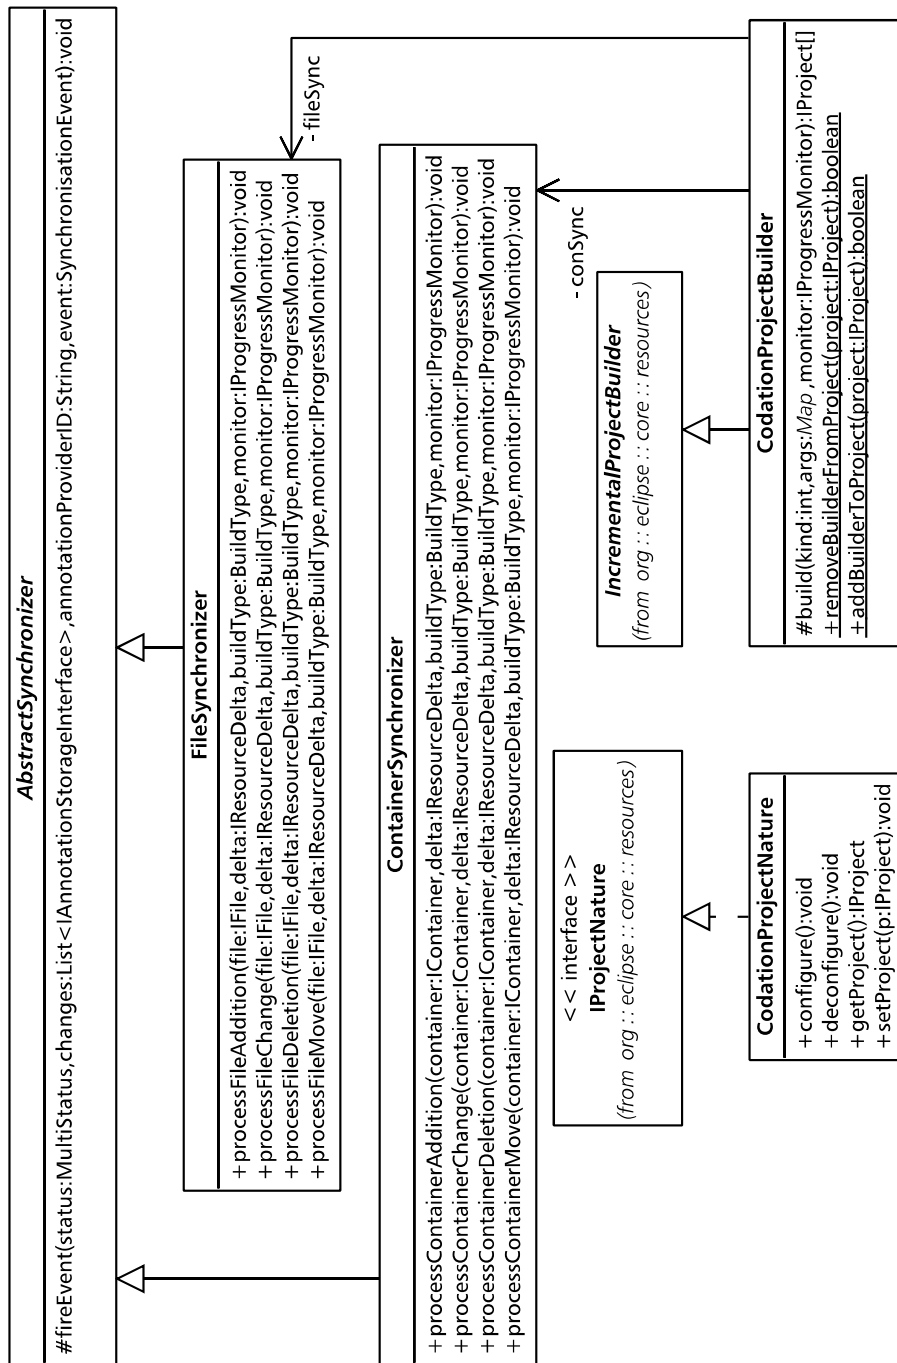 AbstractSynchronizer
#fireEvent(status:MultiStatus,changes:List<IAnnotationStorageInterface>,annotationProviderID:String,event:SynchronisationEvent):void
FileSynchronizer
+processFileAddition(file:IFile,delta:IResourceDelta,buildType:BuildType,monitor:IProgressMonitor):void
+processFileChange(file:IFile,delta:IResourceDelta,buildType:BuildType,monitor:IProgressMonitor):void
+processFileDeletion(file:IFile,delta:IResourceDelta,buildType:BuildType,monitor:IProgressMonitor):void
+processFileMove(file:IFile,delta:IResourceDelta,buildType:BuildType,monitor:IProgressMonitor):void
-fileSync
ContainerSynchronizer
+processContainerAddition(container:IContainer,delta:IResourceDelta,buildType:BuildType,monitor:IProgressMonitor):void
+processContainerChange(container:IContainer,delta:IResourceDelta,buildType:BuildType,monitor:IProgressMonitor):void
+processContainerDeletion(container:IContainer,delta:IResourceDelta,buildType:BuildType,monitor:IProgressMonitor):void
+processContainerMove(container:IContainer,delta:IResourceDelta,buildType:BuildType,monitor:IProgressMonitor):void
-conSync
<< interface >>
IProjectNature
(from org :: eclipse :: core :: resources)
IncrementalProjectBuilder
(from org :: eclipse :: core :: resources)
CodationProjectNature
+configure():void
+deconfigure():void
+getProject():IProject
+setProject(p:IProject):void
CodationProjectBuilder
#build(kind:int,args:Map,monitor:IProgressMonitor):IProject[]
+removeBuilderFromProject(project:IProject):boolean
+addBuilderToProject(project:IProject):boolean